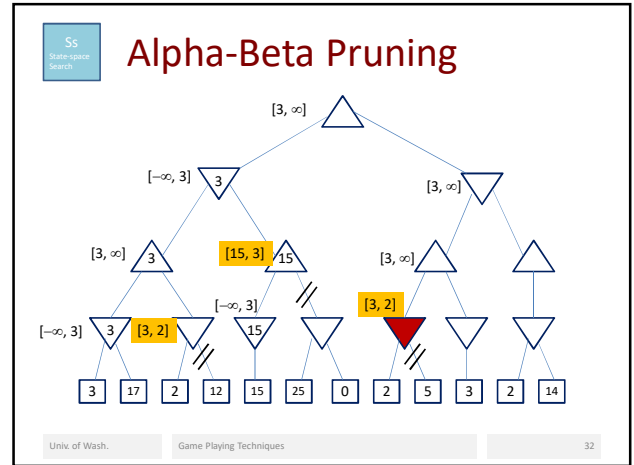 Ss
State-space
Search
Alpha-Beta Pruning
[3, ∞]
[−∞, 3]
3
[3, ∞]
[3, ∞]
3
[15, 3]
15
[3, ∞]
[−∞, 3]
3
[3, 2]
[−∞, 3]
15
[3, 2]
3 17 2 12 15 25 0 2 5 3 2 14
Univ. of Wash. Game Playing Techniques 32